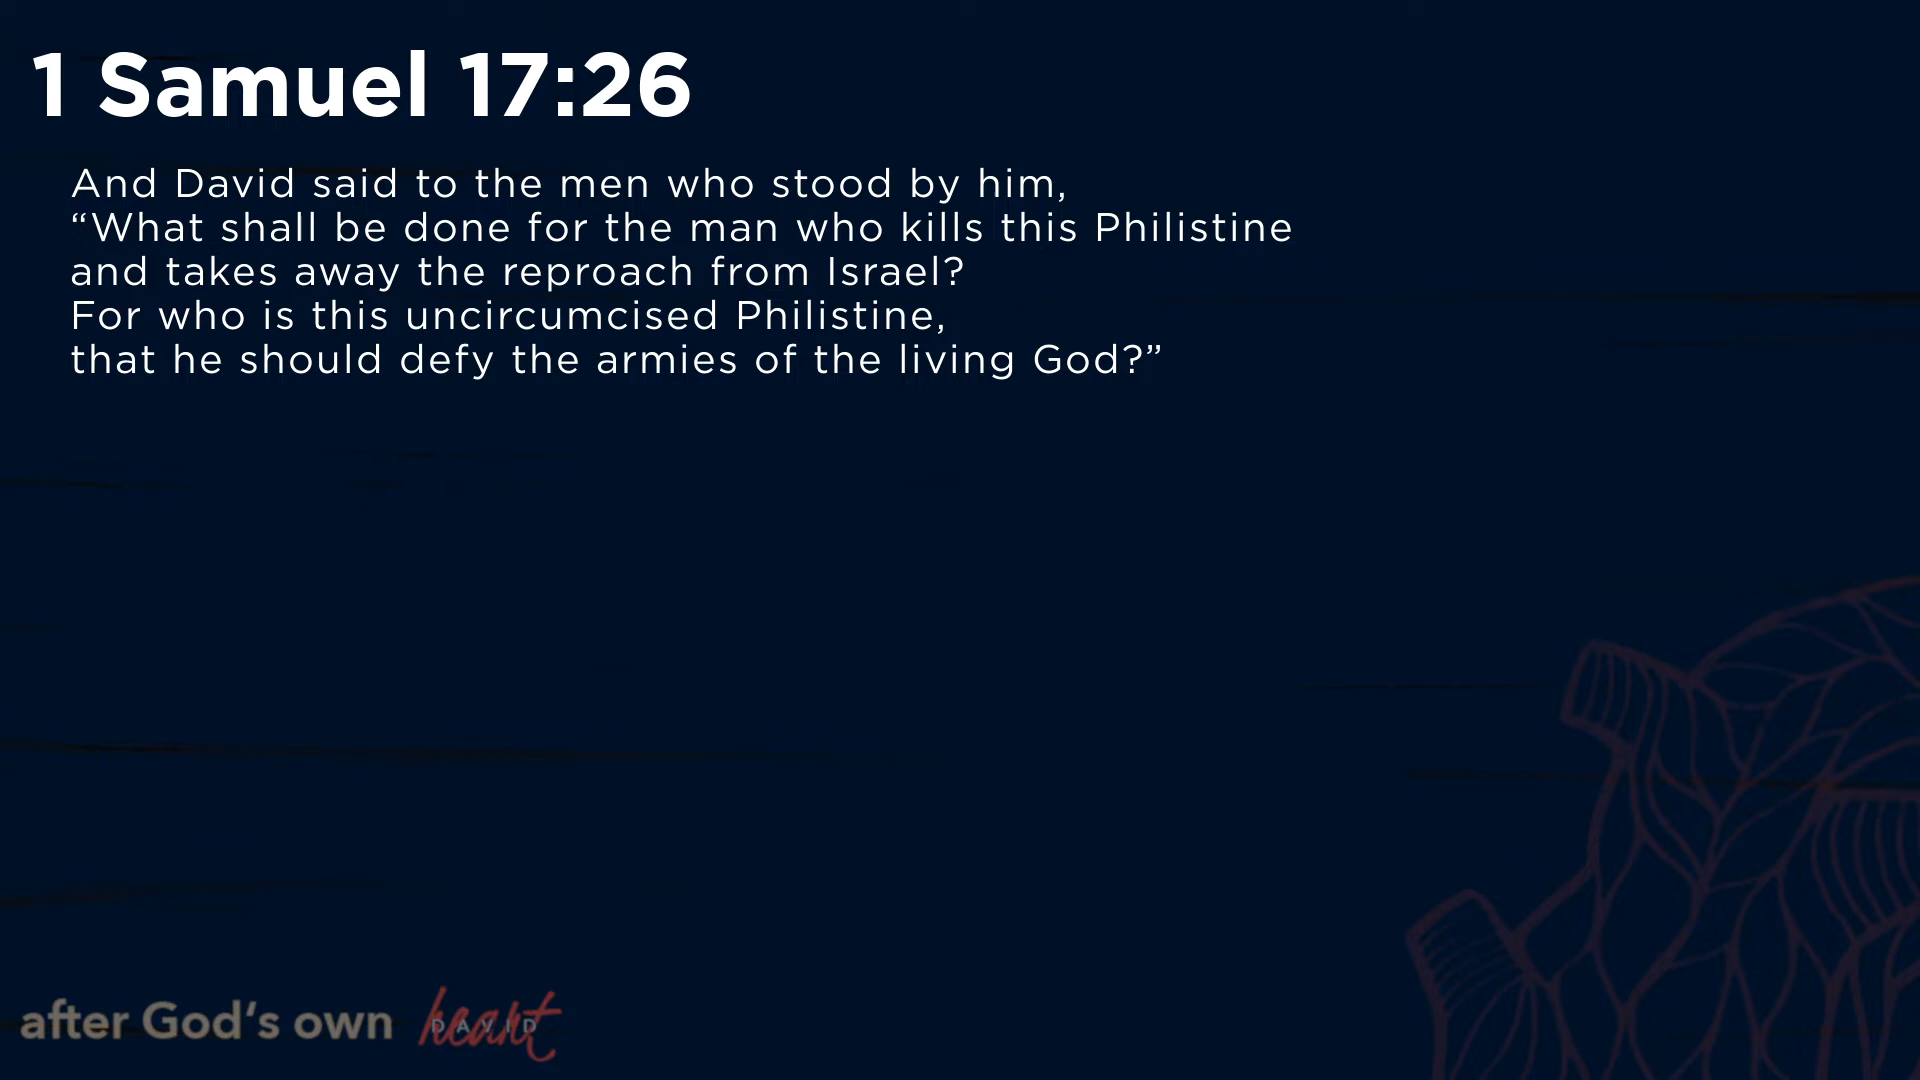 1 Samuel 17:26
And David said to the men who stood by him,
“What shall be done for the man who kills this Philistine
and takes away the reproach from Israel?
For who is this uncircumcised Philistine,
that he should defy the armies of the living God?”
after God‘s own heart
DAVID